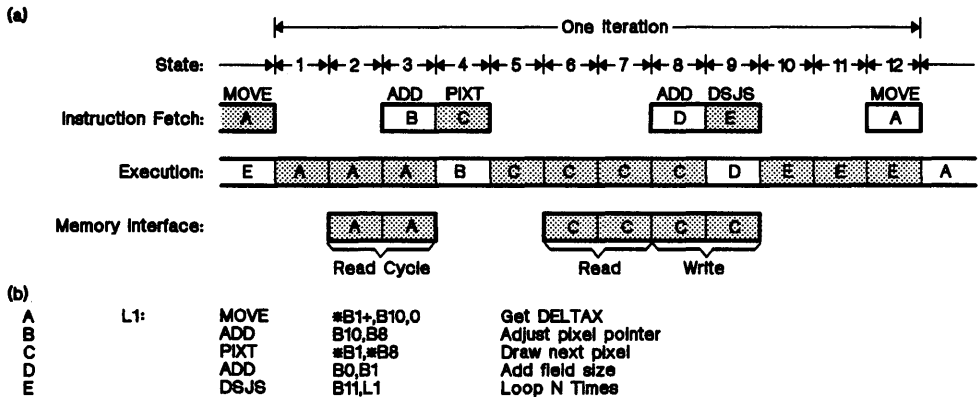 (a)
One Iteration
State: 1 2 3 4 5 6 7 8 9 10 11 12
MOVE ADD PIXT ADD DSJS MOVE
Instruction Fetch: A B C D E A
Execution: E A A A B C C C C D E E E A
Memory Interface: A A C C C C
Read Cycle Read Write
(b)
A L1: MOVE *B1+,B10,0 Get DELTAX
B ADD B10,B8 Adjust pixel pointer
C PIXT *B1,*B8 Draw next pixel
D ADD B0,B1 Add field size
E DSJS B11,L1 Loop N Times